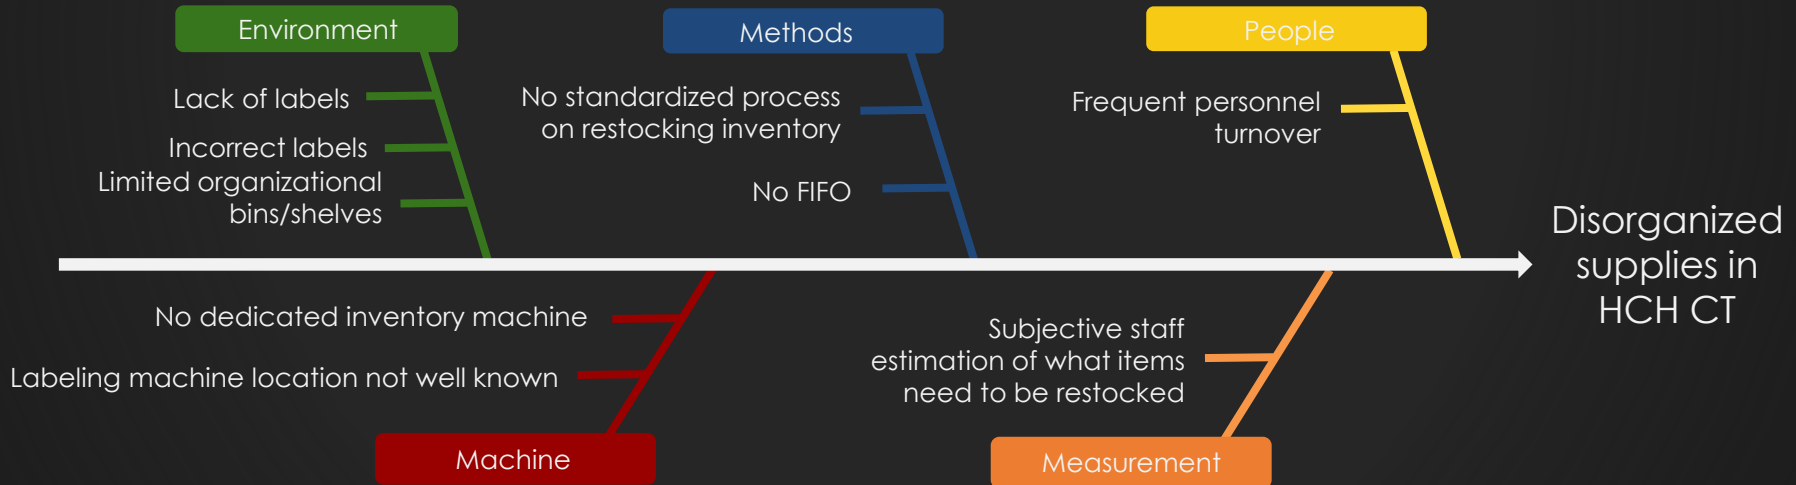 Environment
Methods
People
Lack of labels
Incorrect labels
Limited organizational
bins/shelves
No standardized process
on restocking inventory
No FIFO
Frequent personnel
turnover
Disorganized
supplies in
HCH CT
No dedicated inventory machine
Labeling machine location not well known
Subjective staff
estimation of what items
need to be restocked
Machine
Measurement